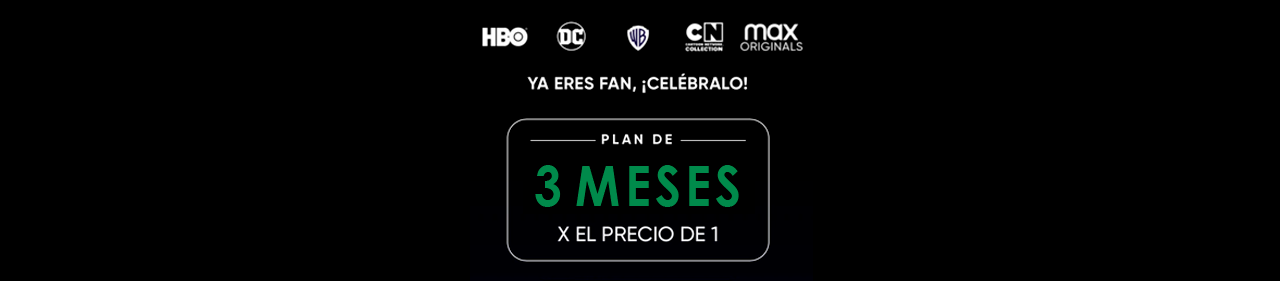 HBO DC WB CN max
CARTOON NETWORK
COLLECTION ORIGINALS
YA ERES FAN, ¡CELÉBRALO!
PLAN DE
3 MESES
X EL PRECIO DE 1